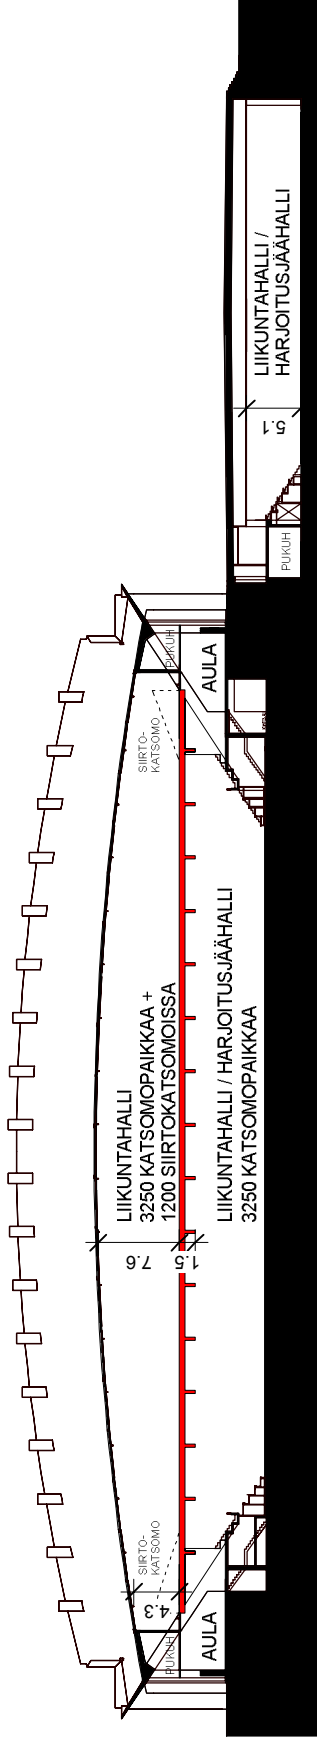 LIIKUNTAHALLI /
HARJOITUSJÄÄHALLI
5.1
PUKUH
PUKUH
AULA
SIIRTO-
KATSOMO
LIIKUNTAHALLI
3250 KATSOMOPAIKKAA +
1200 SIIRTOKATSOMOISSA
LIIKUNTAHALLI / HARJOITUSJÄÄHALLI
3250 KATSOMOPAIKKAA
7.6
1.5
SIIRTO-
KATSOMO
4.3
PUKUH
AULA